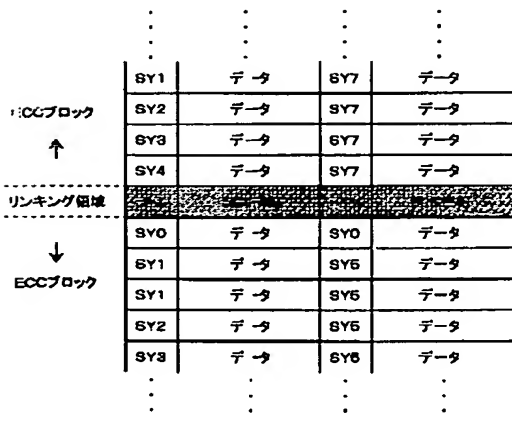 SY1 データ SY7 データ
SY2 データ SY7 データ
ECCブロック
SY3 データ SY7 データ
↑
SY4 データ SY7 データ
リンキング領域
SY0 データ SY0 データ
↓
SY1 データ SY5 データ
ECCブロック
SY1 データ SY5 データ
SY2 データ SY5 データ
SY3 データ SY5 データ